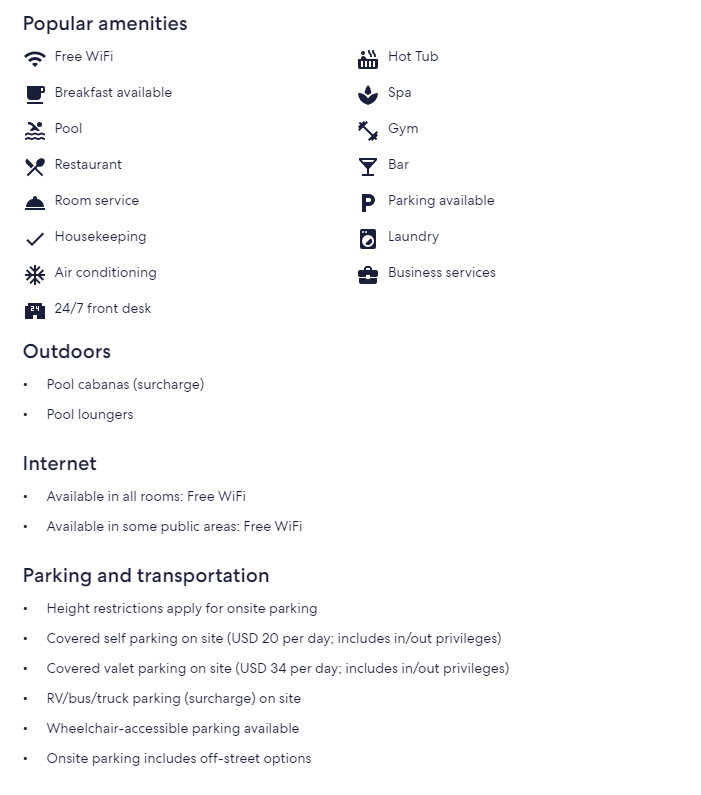 Popular amenities
Free WiFi
Hot Tub
Breakfast available
Spa
Pool
Gym
Restaurant
Bar
Room service
Parking available
Housekeeping
Laundry
Air conditioning
Business services
24/7 front desk
Outdoors
• Pool cabanas (surcharge)
• Pool loungers
Internet
• Available in all rooms: Free WiFi
• Available in some public areas: Free WiFi
Parking and transportation
• Height restrictions apply for onsite parking
• Covered self parking on site (USD 20 per day; includes in/out privileges)
• Covered valet parking on site (USD 34 per day; includes in/out privileges)
• RV/bus/truck parking (surcharge) on site
• Wheelchair-accessible parking available
• Onsite parking includes off-street options